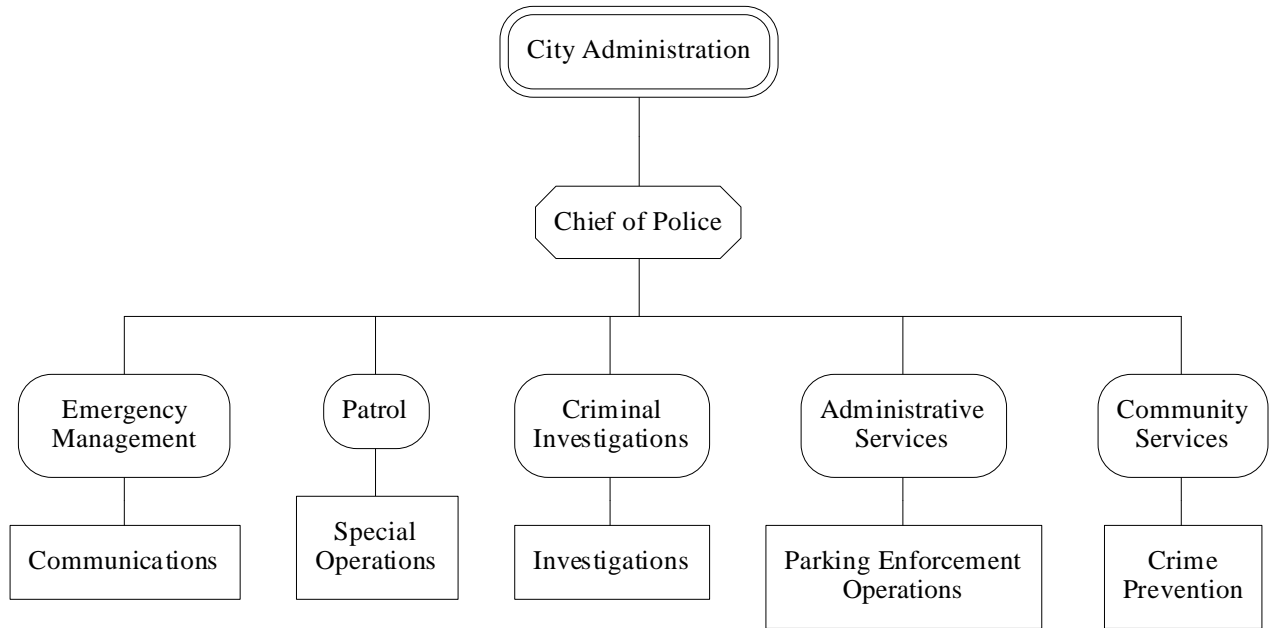 City Administration
Chief of Police
Emergency
Management
Patrol
Criminal
Investigations
Administrative
Services
Community
Services
Communications
Special
Operations
Investigations
Parking Enforcement
Operations
Crime
Prevention